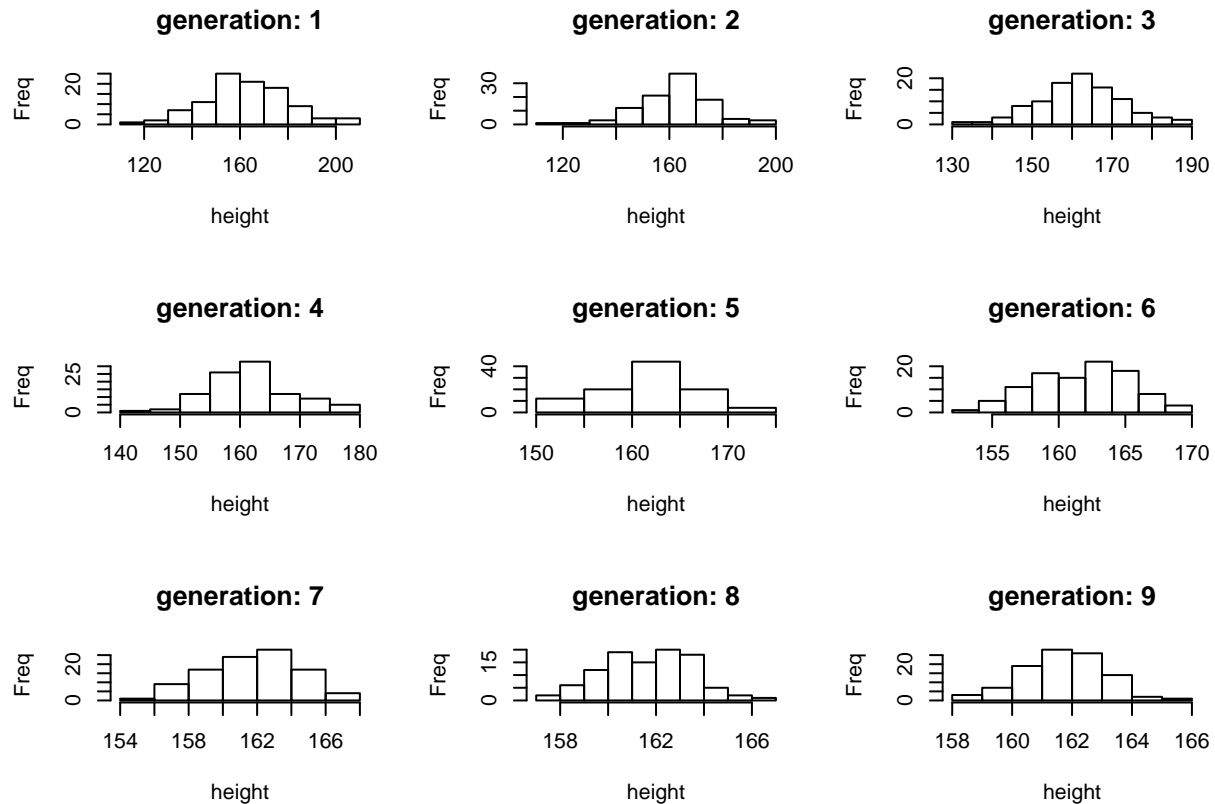 generation: 1
Freq
0 20
120 160 200
height
generation: 2
Freq
0 30
120 160 200
height
generation: 3
Freq
0 20
130 150 170 190
height
generation: 4
Freq
0 25
140 150 160 170 180
height
generation: 5
Freq
0 40
150 160 170
height
generation: 6
Freq
0 20
155 160 165 170
height
generation: 7
Freq
0 20
154 158 162 166
height
generation: 8
Freq
0 15
158 162 166
height
generation: 9
Freq
0 20
158 160 162 164 166
height